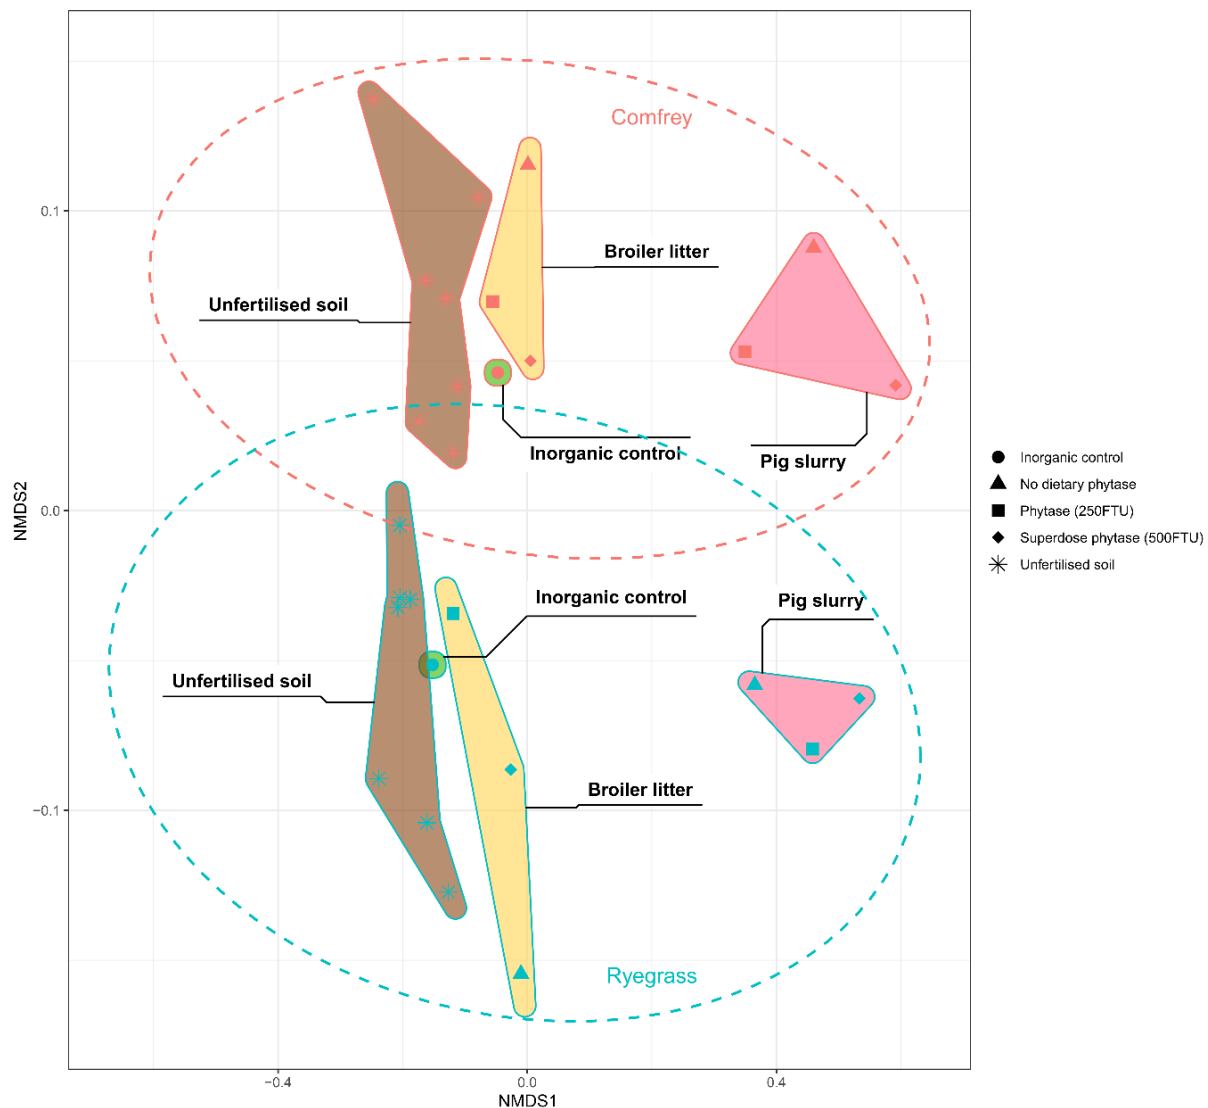 Comfrey
0.1
Broiler litter
Unfertilised soil
Inorganic control
Pig slurry
Inorganic control
No dietary phytase
Phytase (250FTU)
Superdose phytase (500FTU)
Unfertilised soil
NMDS2
0.0
Inorganic control
Pig slurry
Unfertilised soil
Broiler litter
−0.1
Ryegrass
−0.4
0.0
0.4
NMDS1